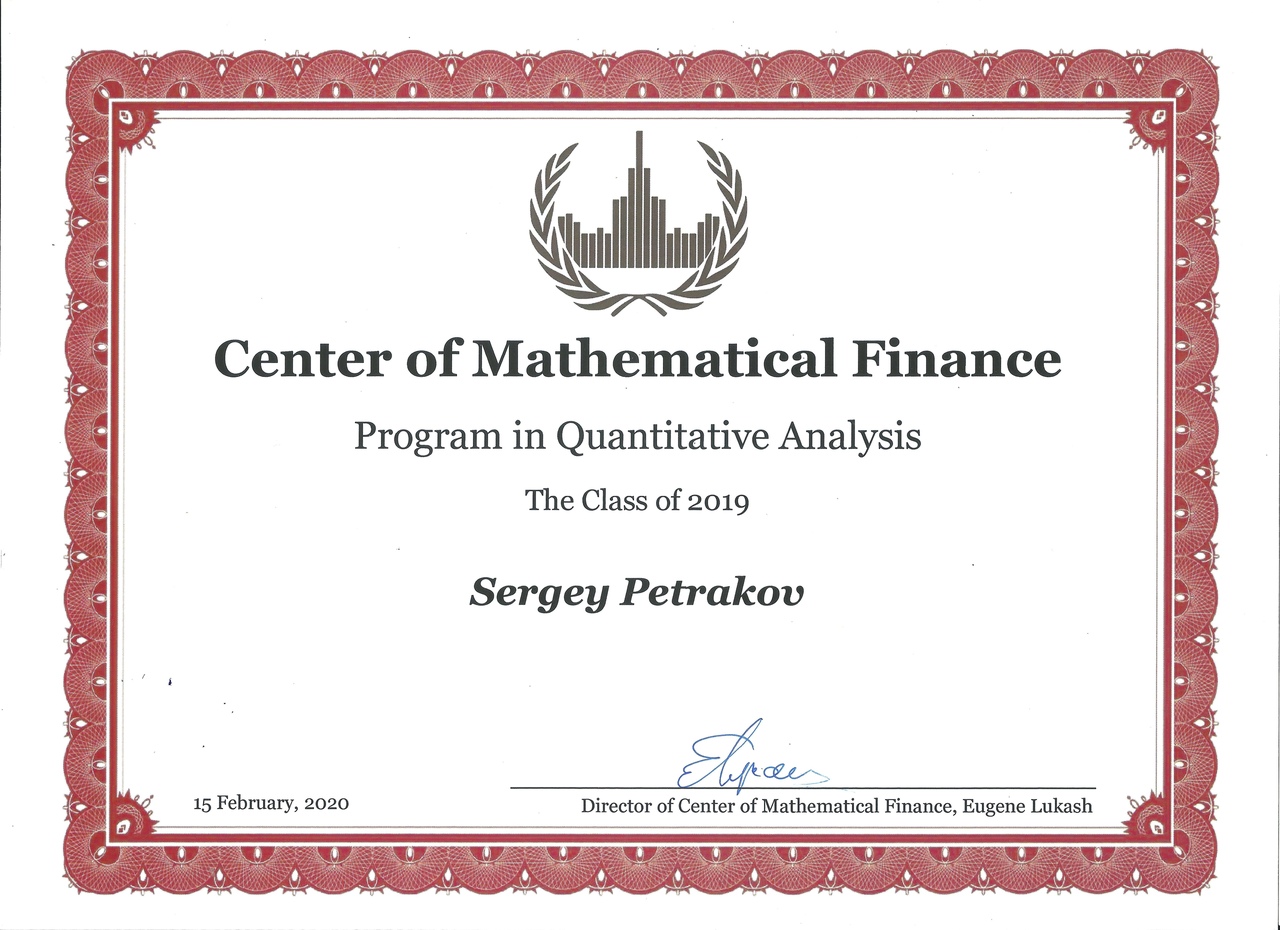 Center of Mathematical Finance
Program in Quantitative Analysis
The Class of 2019
Sergey Petrakov
15 February, 2020
Director of Center of Mathematical Finance, Eugene Lukash